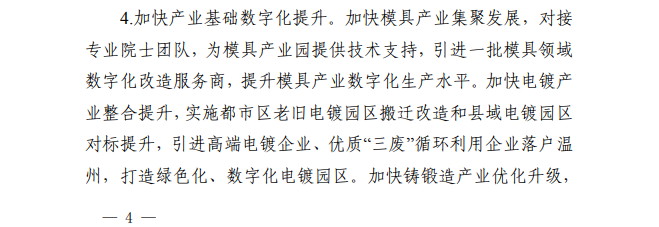 4.加快产业基础数字化提升。加快模具产业集聚发展，对接
专业院士团队，为模具产业园提供技术支持，引进一批模具领域
数字化改造服务商，提升模具产业数字化生产水平。加快电镀产
业整合提升，实施都市区老旧电镀园区搬迁改造和县域电镀园区
对标提升，引进高端电镀企业、优质“三废”循环利用企业落户温
州，打造绿色化、数字化电镀园区。加快铸锻造产业优化升级，
— 4 —